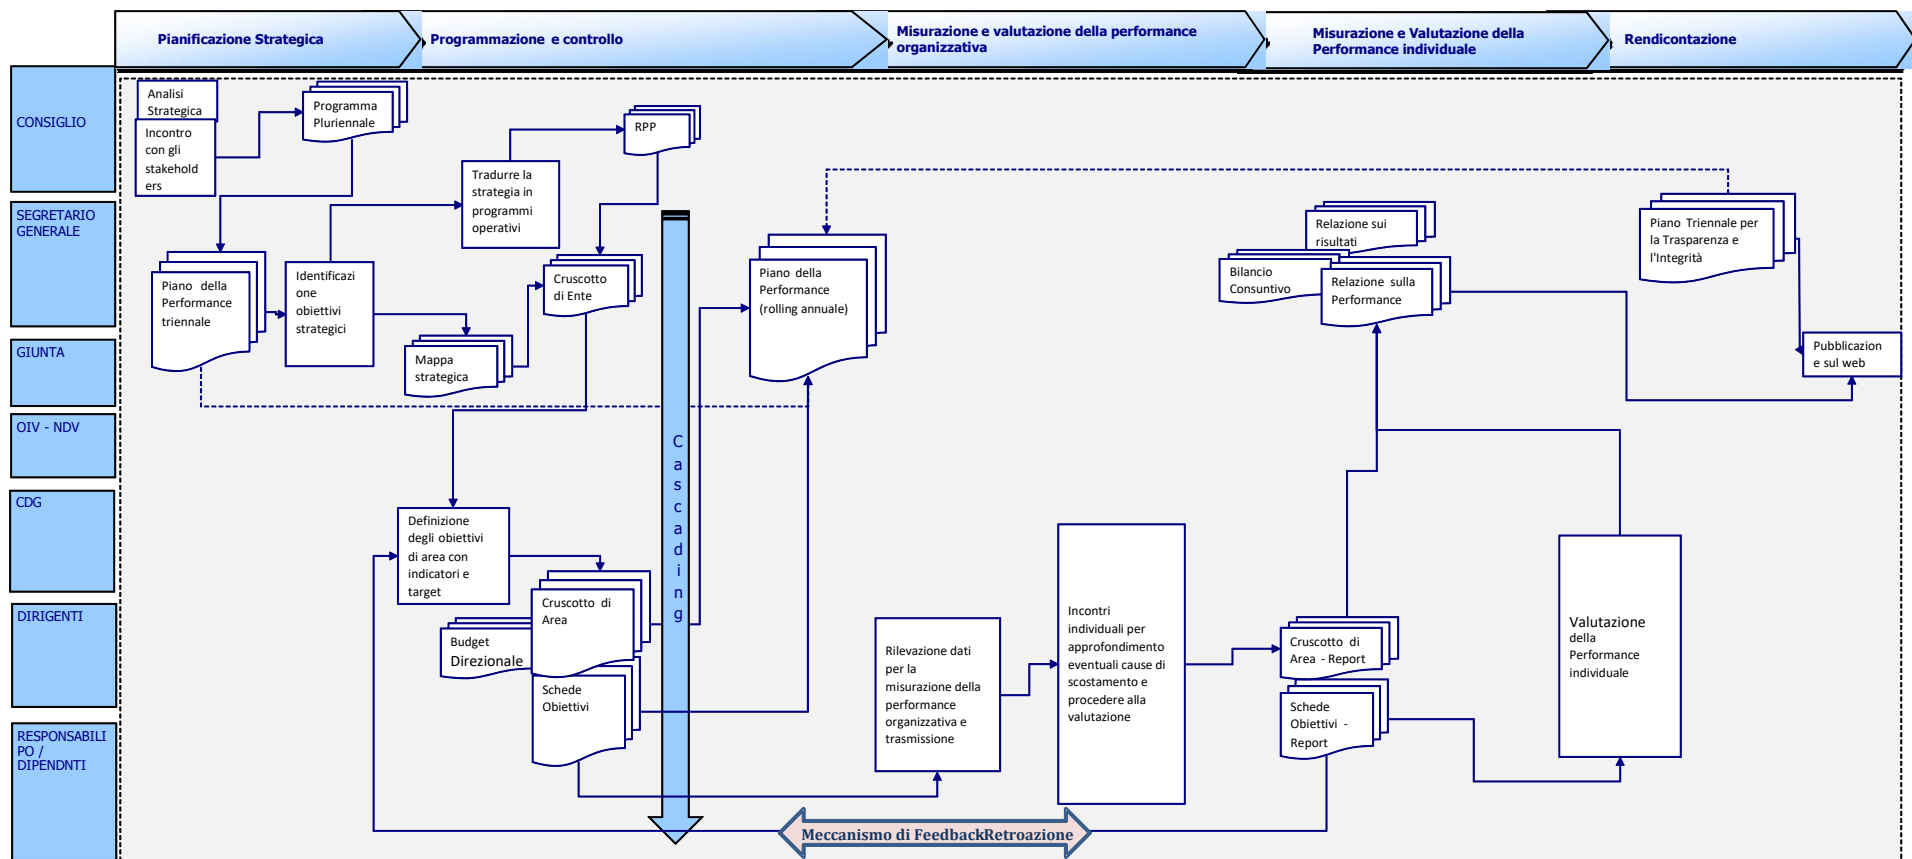 Pianificazione Strategica
Programmazione e controllo
Misurazione e valutazione della performance
organizzativa
Misurazione e Valutazione della
Performance individuale
Rendicontazione
CONSIGLIO
SEGRETARIO
GENERALE
GIUNTA
OIV - NDV
CDG
DIRIGENTI
RESPONSABILI
PO /
DIPENDNTI
Analisi
Strategica
Incontro
con gli
stakehold
ers
Programma
Pluriennale
Piano della
Performance
triennale
Identificazi
one
obiettivi
strategici
Tradurre la
strategia in
programmi
operativi
RPP
Mappa
strategica
Cruscotto
di Ente
Definizione
degli obiettivi
di area con
indicatori e
target
Budget
Direzionale
Cruscotto di
Area
Schede
Obiettivi
Cascading
Piano della
Performance
(rolling annuale)
Rilevazione dati
per la
misurazione della
performance
organizzativa e
trasmissione
Incontri
individuali per
approfondimento
eventuali cause di
scostamento e
procedere alla
valutazione
Relazione sui
risultati
Bilancio
Consuntivo
Relazione sulla
Performance
Cruscotto di
Area - Report
Schede
Obiettivi -
Report
Valutazione
della
Performance
individuale
Piano Triennale per
la Trasparenza e
l'Integrità
Pubblicazion
e sul web
Meccanismo di FeedbackRetroazione